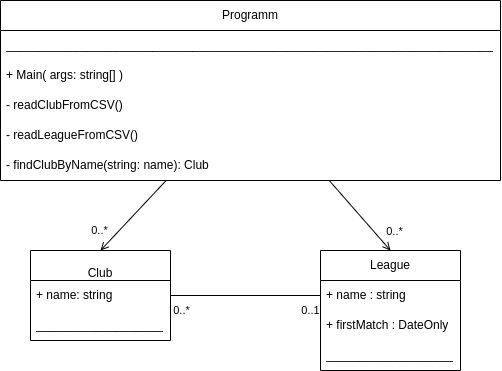 Programm
+ Main( args: string[] )
- readClubFromCSV()
- readLeagueFromCSV()
- findClubByName(string: name): Club
0..*
0..*
Club
League
+ name: string
+ name : string
0..*
0..1
+ firstMatch : DateOnly